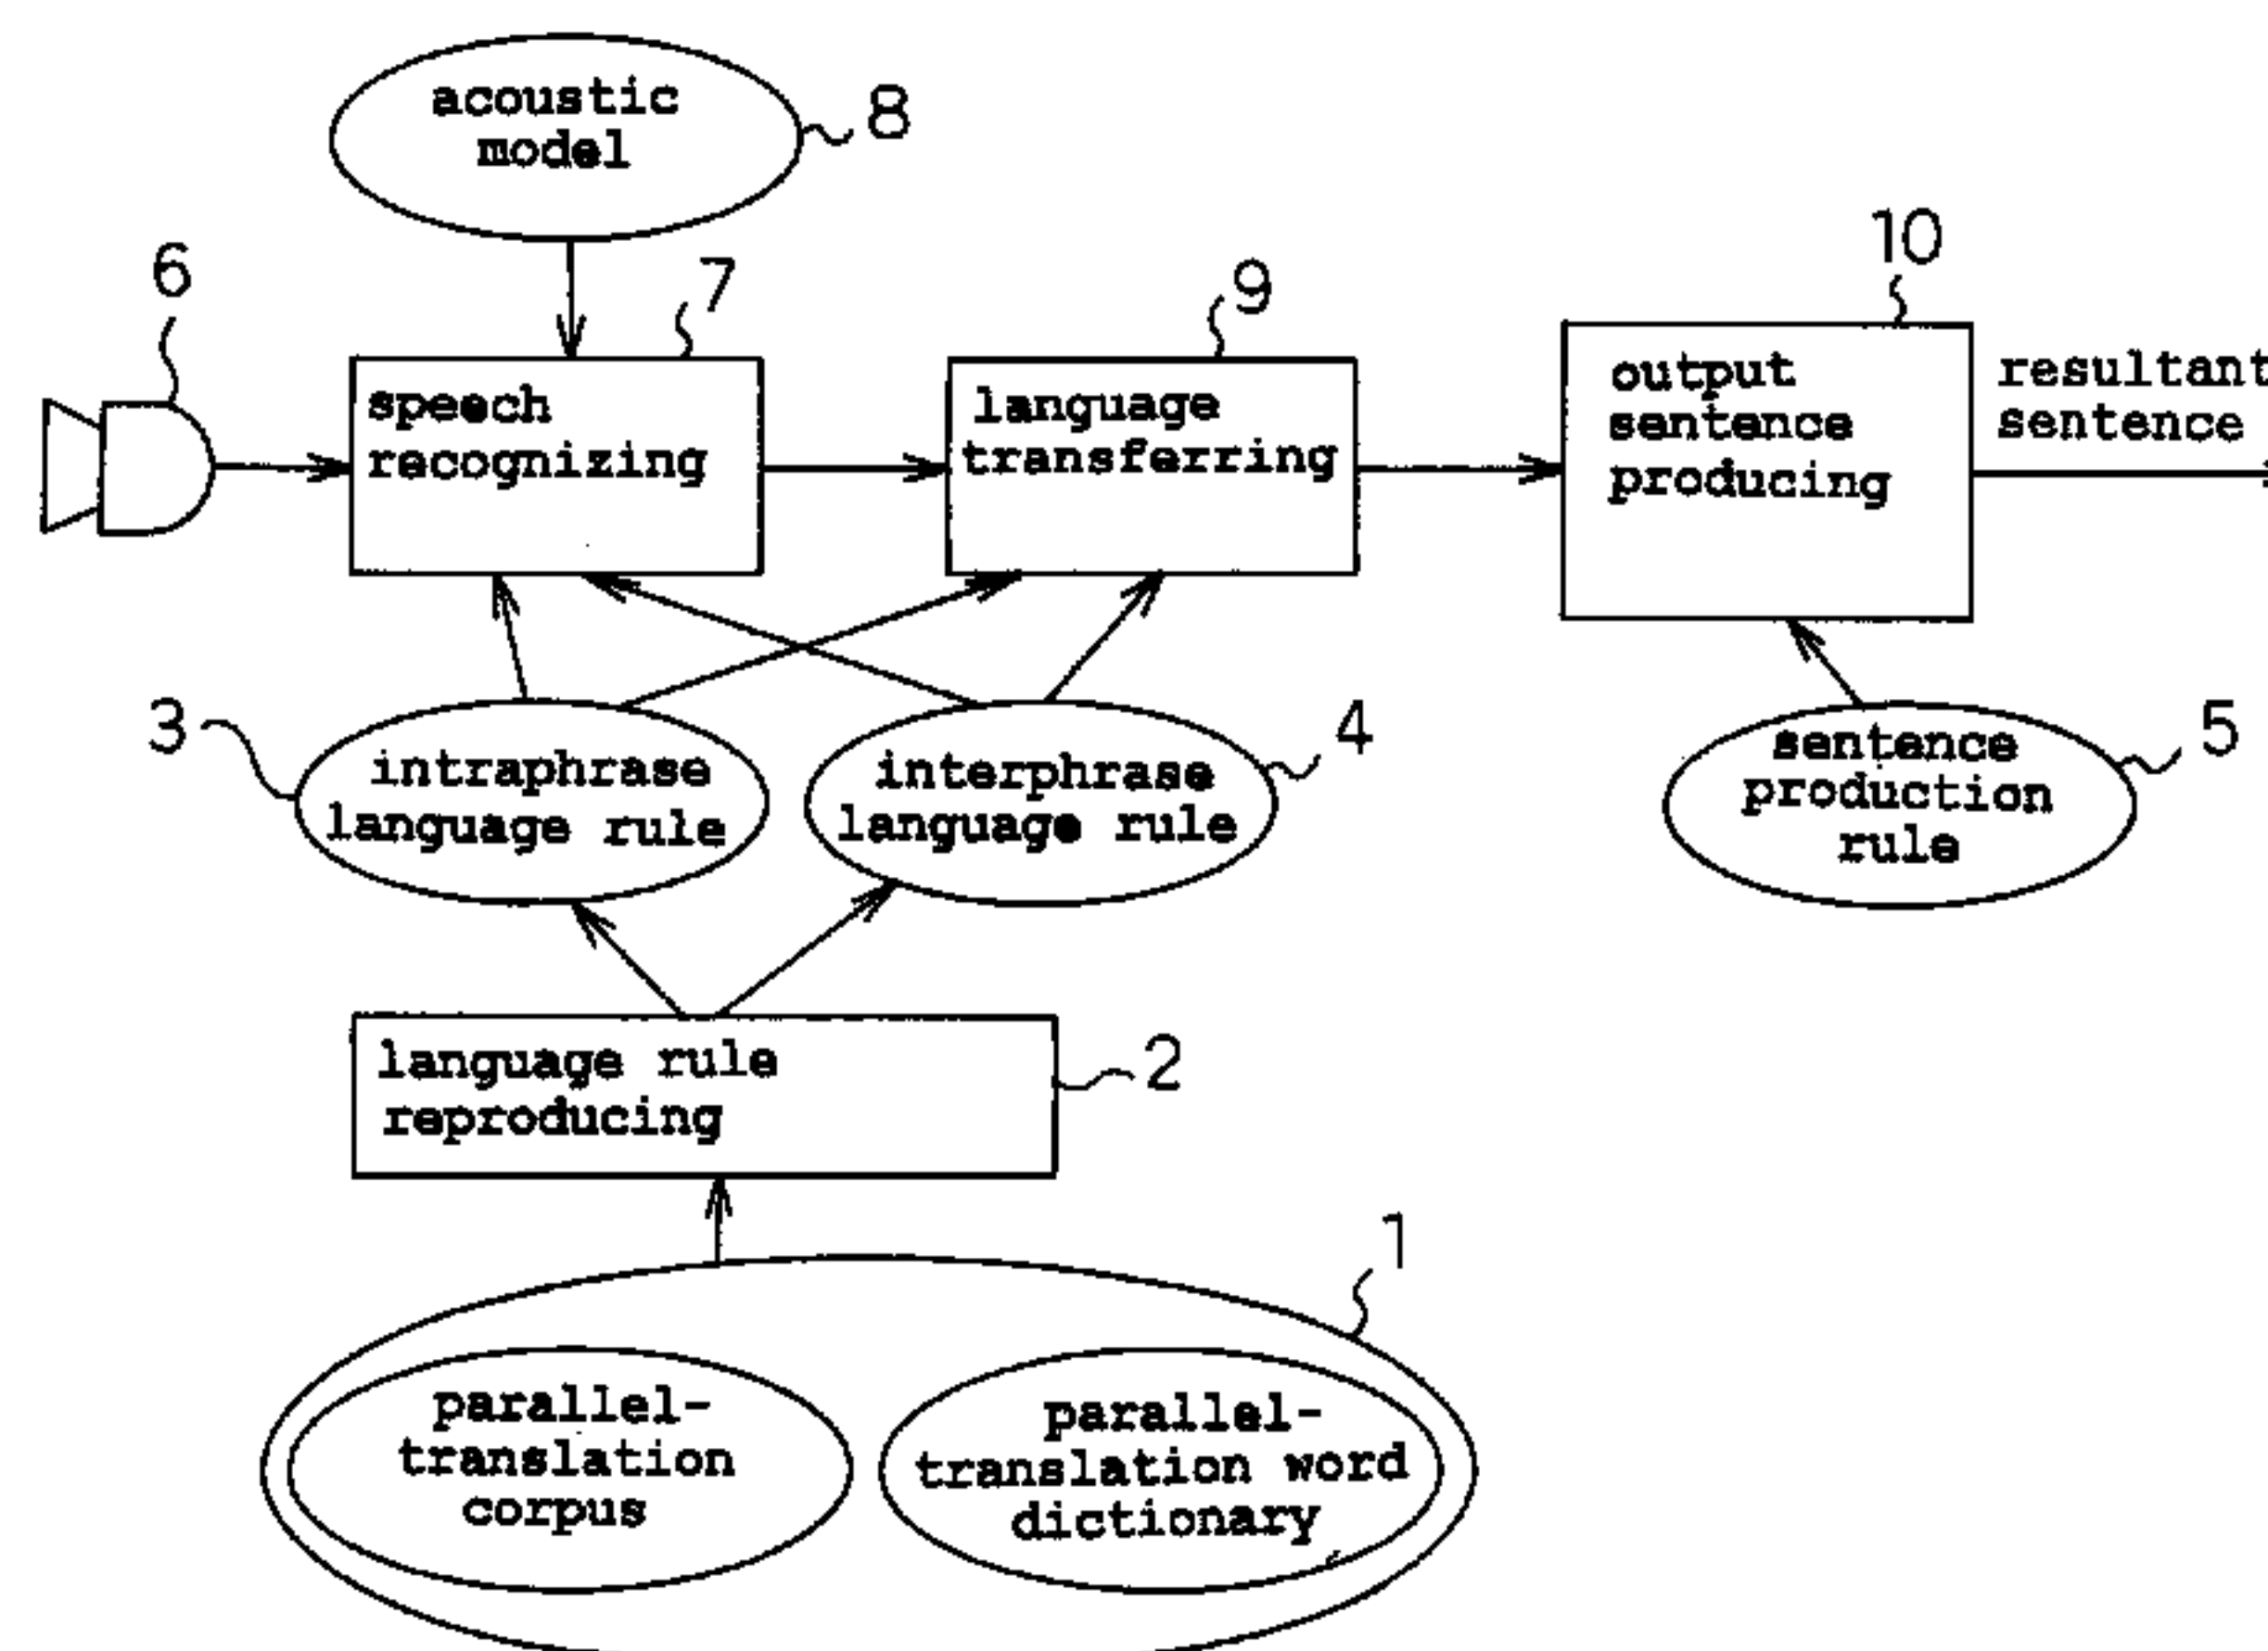 acoustic
model
8
6
7
9
10
speech
recognizing
language
transferring
output
sentence
producing
resultant
sentence
3
intraphrase
language rule
interphrase
language rule
4
sentence
production
rule
5
language rule
reproducing
2
1
parallel-
translation
corpus
parallel-
translation word
dictionary